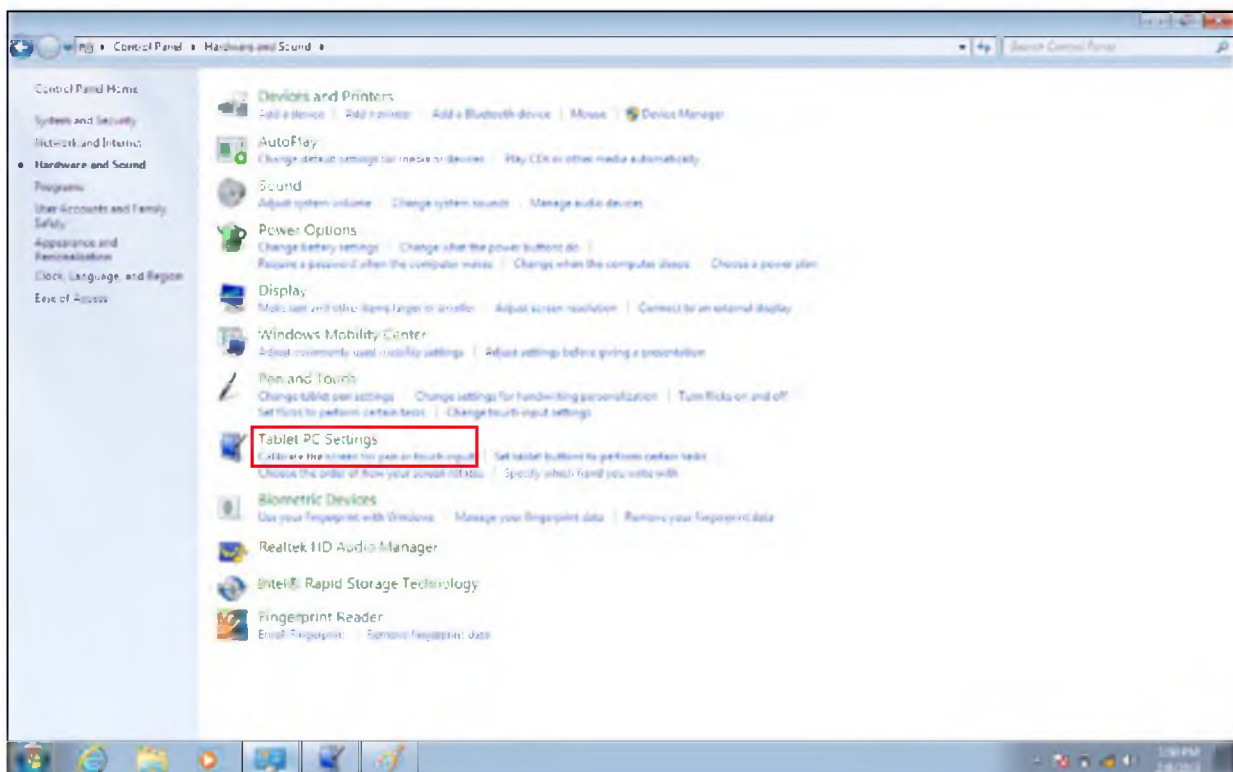 Control Panel ▸ Hardware and Sound ▸
Search Control Panel
Control Panel Home
System and Security
Network and Internet
Hardware and Sound
Programs
User Accounts and Family
Safety
Appearance and
Personalization
Clock, Language, and Region
Ease of Access
Devices and Printers
Add a device Add a printer Add a Bluetooth device Mouse Device Manager
AutoPlay
Change default settings for media or devices Play CDs or other media automatically
Sound
Adjust system volume Change system sounds Manage audio devices
Power Options
Change battery settings Change what the power buttons do
Require a password when the computer wakes Change when the computer sleeps Choose a power plan
Display
Make text and other items larger or smaller Adjust screen resolution Connect to an external display
Windows Mobility Center
Adjust commonly used mobility settings Adjust settings before giving a presentation
Pen and Touch
Change tablet pen settings Change settings for handwriting personalization Turn flicks on and off
Set flicks to perform certain tasks Change touch input settings
Tablet PC Settings
Calibrate the screen for pen or touch input Set tablet buttons to perform certain tasks
Choose the order of how your screen rotates Specify which hand you write with
Biometric Devices
Use your fingerprint with Windows Manage your fingerprint data Remove your fingerprint data
Realtek HD Audio Manager
Intel® Rapid Storage Technology
Fingerprint Reader
Enroll Fingerprint Remove fingerprint data